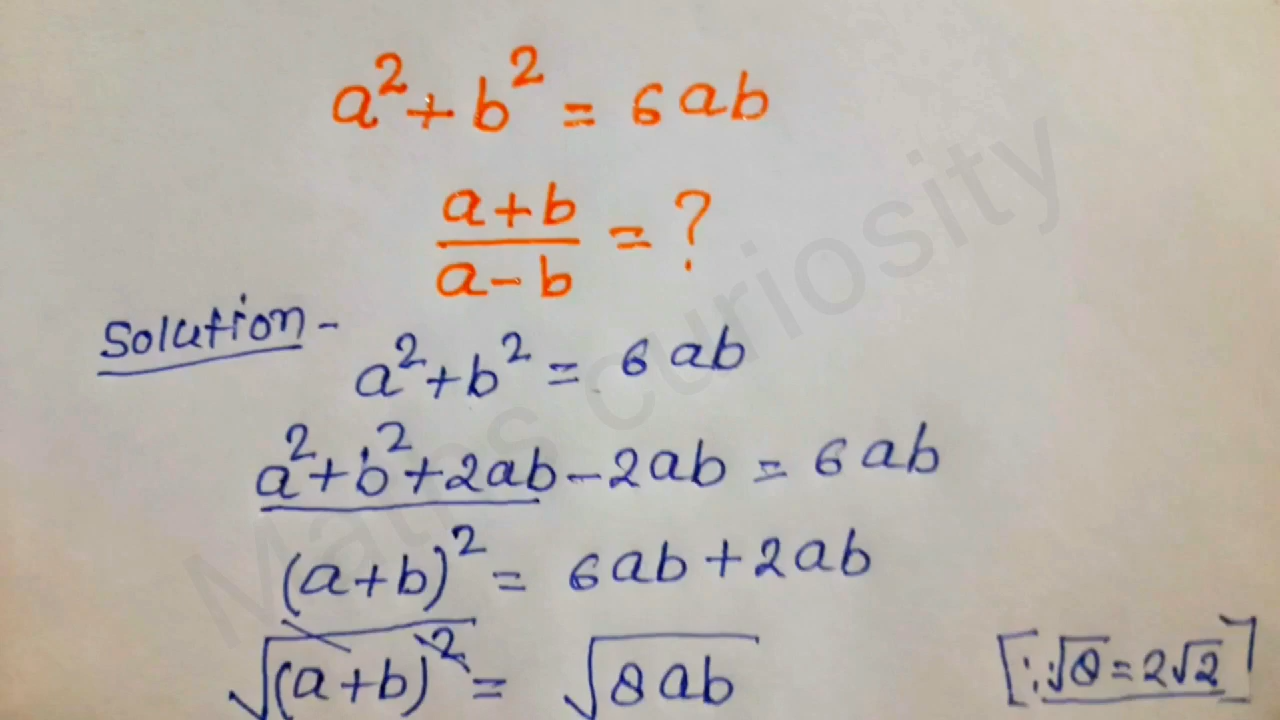 a² + b² = 6ab
a+b
a-b = ?
Solution -
a² + b² = 6ab
a² + b² + 2ab - 2ab = 6ab
(a+b)² = 6ab + 2ab
√(a+b)² = √8ab [∵ √8 = 2√2]
Maths curiosity